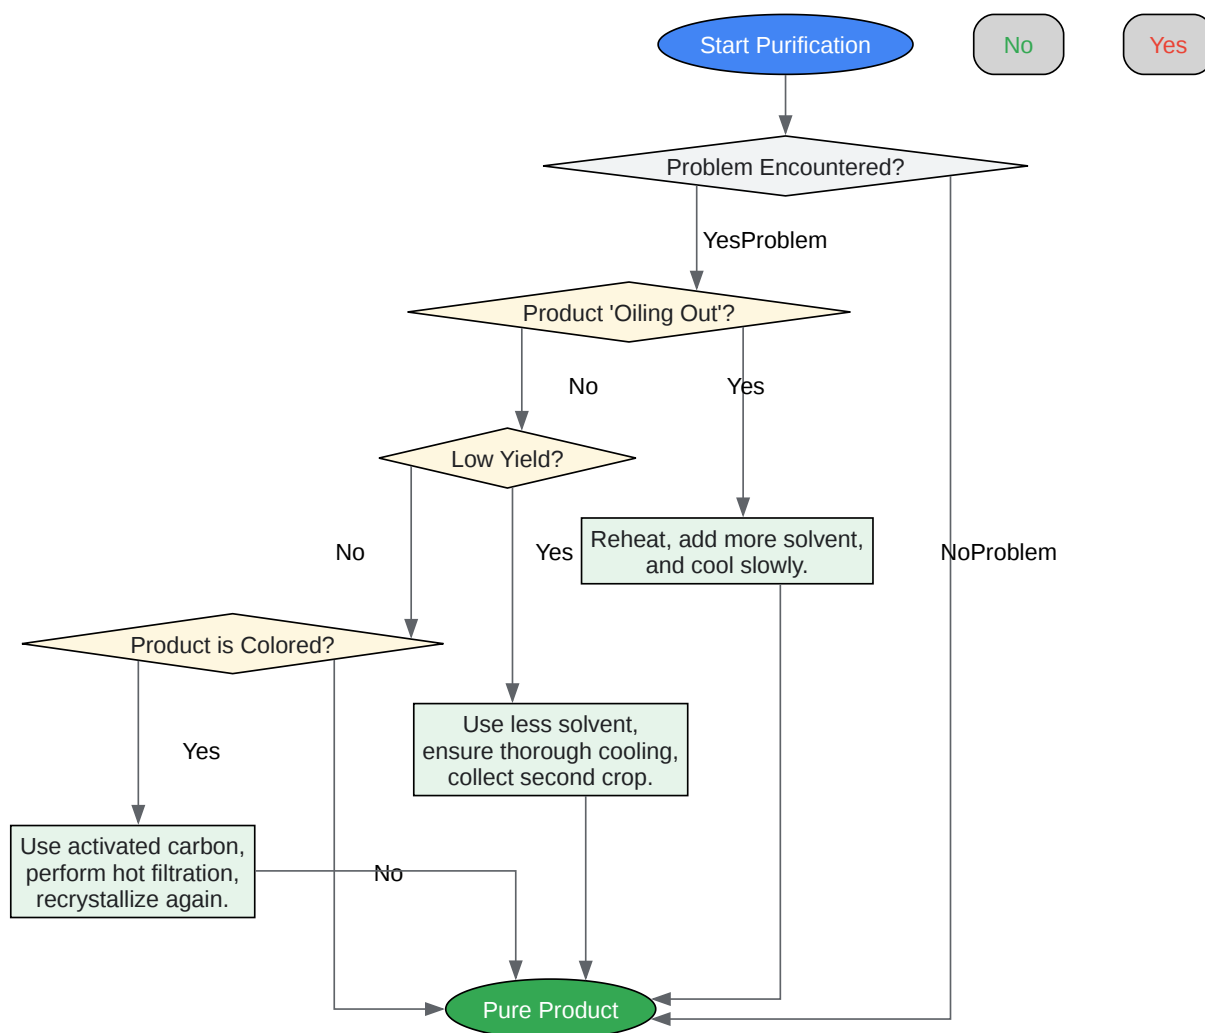 Start Purification
No
Yes
Problem Encountered?
YesProblem
Product 'Oiling Out'?
No
Yes
Low Yield?
No
Yes
Reheat, add more solvent,
and cool slowly.
NoProblem
Product is Colored?
Yes
Use less solvent,
ensure thorough cooling,
collect second crop.
Use activated carbon,
perform hot filtration,
recrystallize again.
No
Pure Product